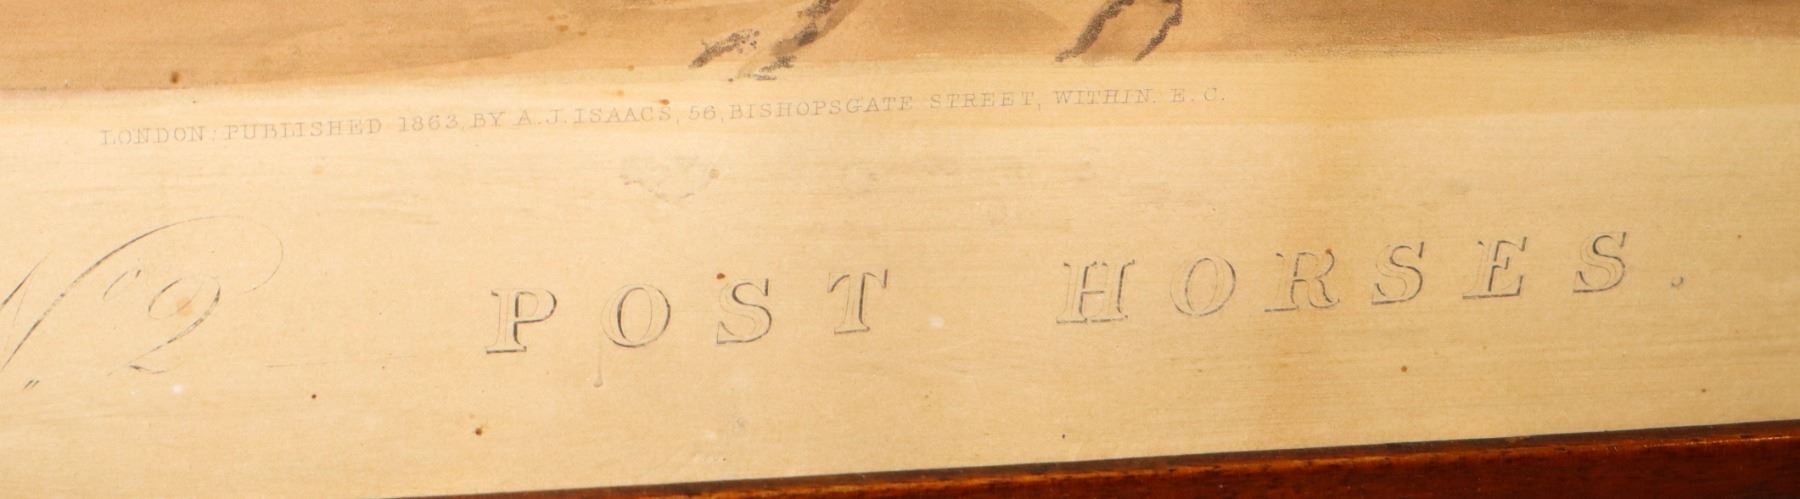 LONDON: PUBLISHED 1863, BY A.J. ISAACS, 56, BISHOPSGATE STREET, WITHIN. E.C.
No 2 POST HORSES.